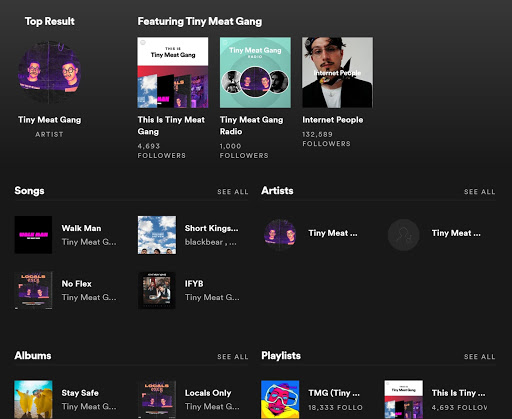 Top Result
Featuring Tiny Meat Gang
THIS IS
Tiny Meat Gang
Tiny Meat Gang
RADIO
Internet People
Tiny Meat Gang
ARTIST
This Is Tiny Meat
Gang
4,693
FOLLOWERS
Tiny Meat Gang
Radio
1,000
FOLLOWERS
Internet People
132,589
FOLLOWERS
Songs
SEE ALL
Artists
SEE ALL
WALK MAN
Walk Man
Tiny Meat G...
Short Kings...
blackbear , ...
Tiny Meat ...
Tiny Meat ...
LOCALS
ONLY
No Flex
Tiny Meat G...
IFYB
Tiny Meat G...
Albums
SEE ALL
Playlists
SEE ALL
Stay Safe
Tiny Meat G...
LOCALS
ONLY
Locals Only
Tiny Meat G...
TMG (Tiny ...
18,333 FOLLO
Tiny Meat Gang
This Is Tiny ...
4,693 FOLLOV